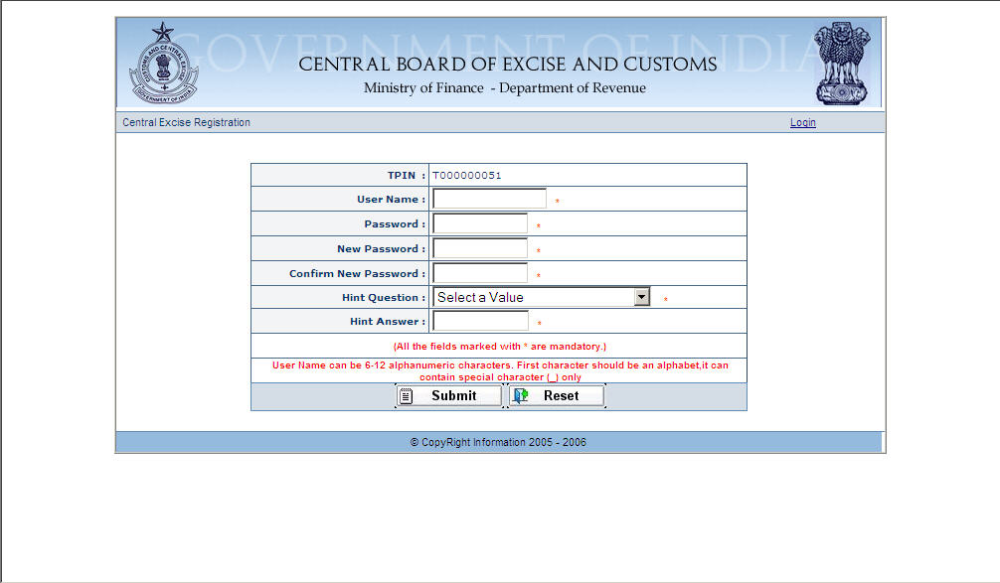 GOVERNMENT OF INDIA
CENTRAL BOARD OF EXCISE AND CUSTOMS
Ministry of Finance - Department of Revenue
CUSTOMS AND CENTRAL EXCISE
GOVERNMENT OF INDIA
Central Excise Registration Login
TPIN : T000000051
User Name : *
Password : *
New Password : *
Confirm New Password : *
Hint Question : Select a Value *
Hint Answer : *
(All the fields marked with * are mandatory.)
User Name can be 6-12 alphanumeric characters. First character should be an alphabet,it can
contain special character (_) only
Submit Reset
© CopyRight Information 2005 - 2006